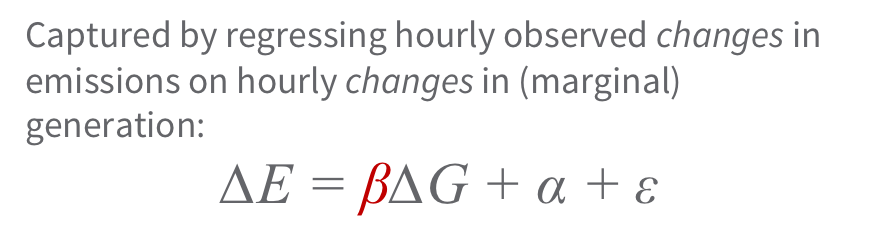 Captured by regressing hourly observed changes in
emissions on hourly changes in (marginal)
generation:
ΔE = βΔG + α + ε